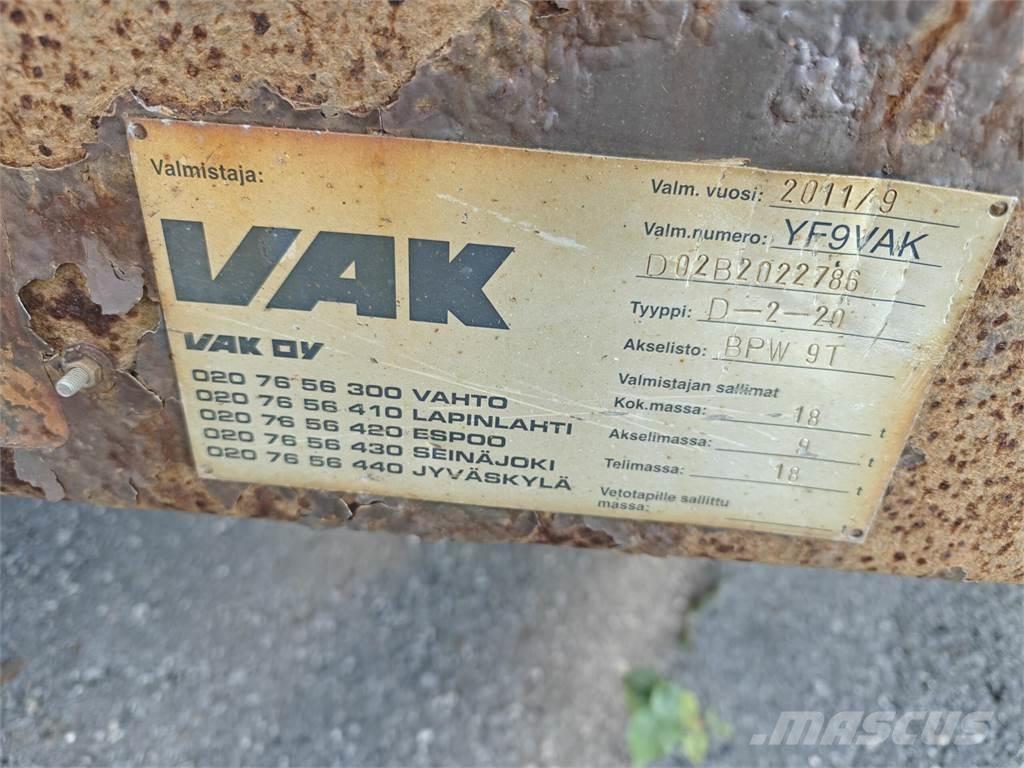 Valmistaja:
VAK
VAK OY
020 76 56 300 VAHTO
020 76 56 410 LAPINLAHTI
020 76 56 420 ESPOO
020 76 56 430 SEINÄJOKI
020 76 56 440 JYVÄSKYLÄ
Valm. vuosi: 2011/9
Valm.numero: YF9VAK
D02B2022786
Tyyppi: D-2-20
Akselisto: BPW 9T
Valmistajan sallimat
Kok.massa: 18 t
Akselimassa: 9 t
Telimassa: 18 t
Vetotapille sallittu
massa: t
MASCUS